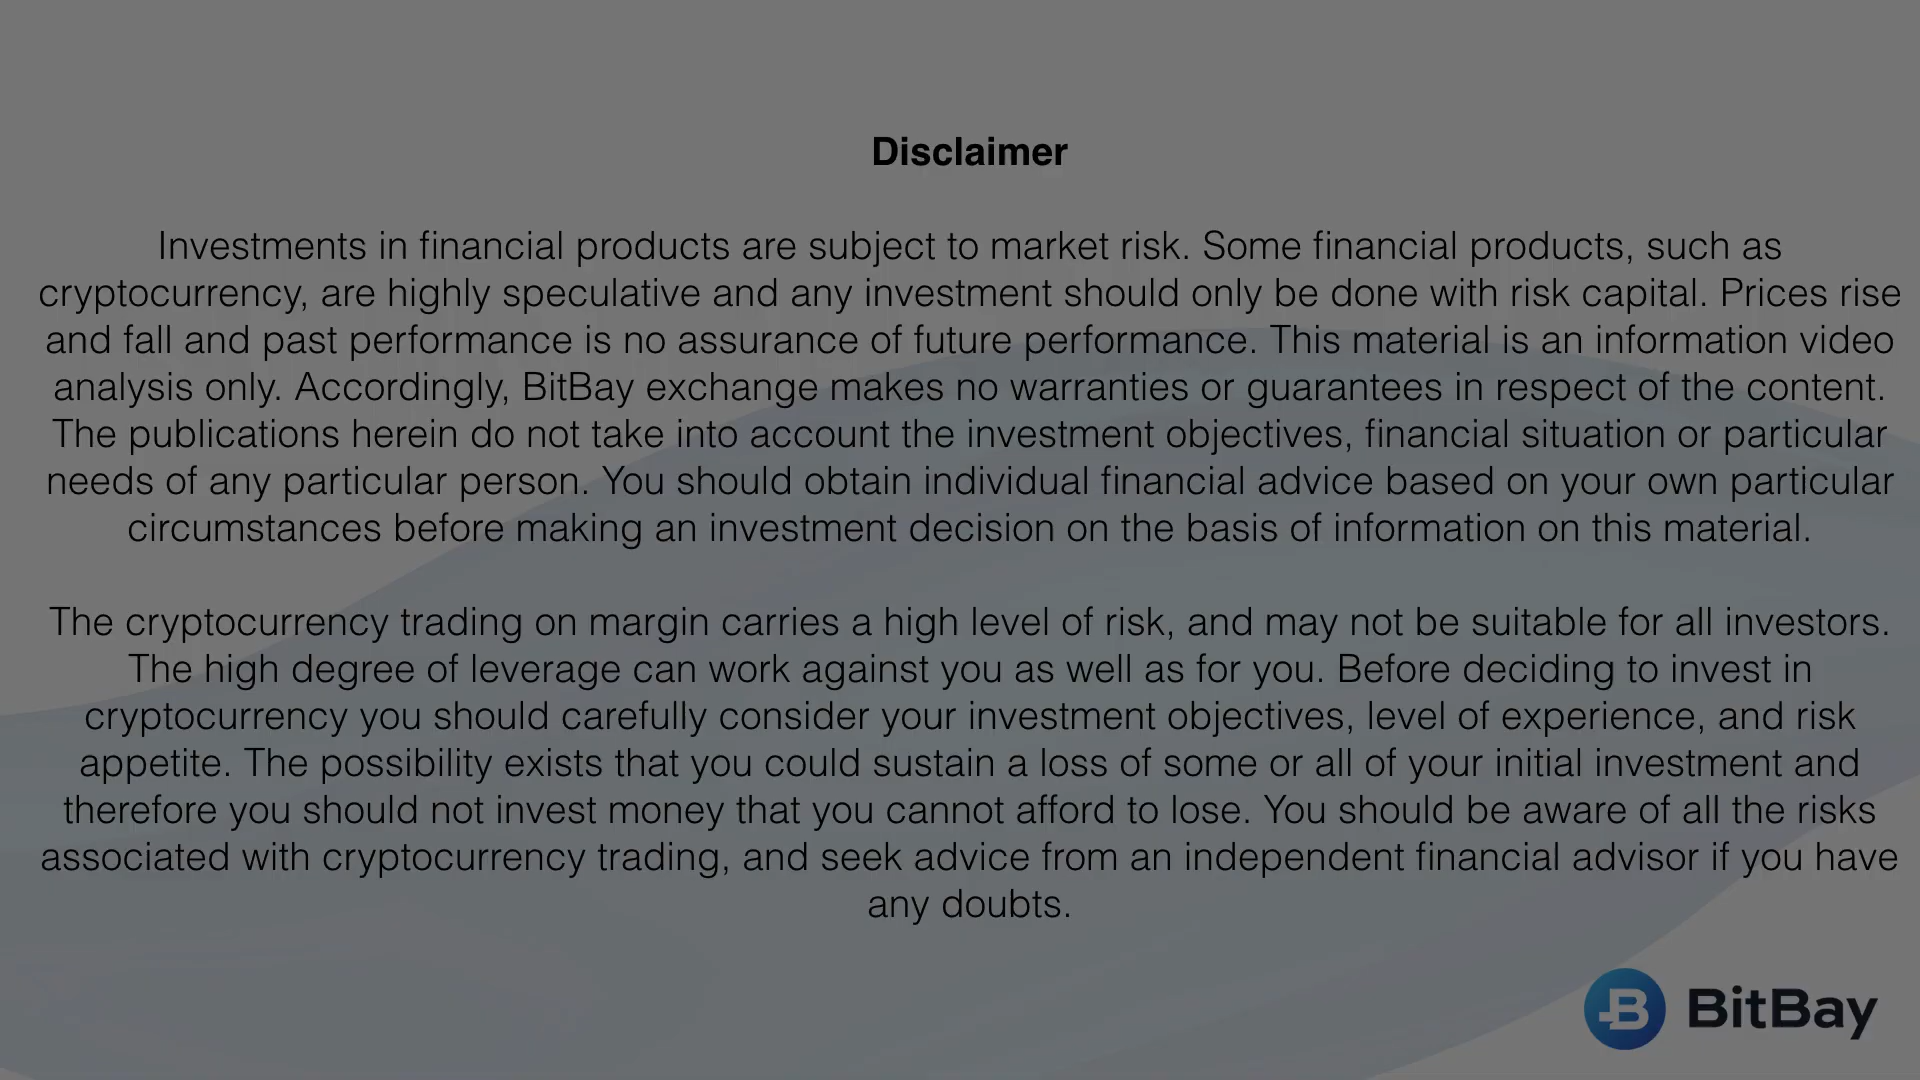 Disclaimer
Investments in financial products are subject to market risk. Some financial products, such as
cryptocurrency, are highly speculative and any investment should only be done with risk capital. Prices rise
and fall and past performance is no assurance of future performance. This material is an information video
analysis only. Accordingly, BitBay exchange makes no warranties or guarantees in respect of the content.
The publications herein do not take into account the investment objectives, financial situation or particular
needs of any particular person. You should obtain individual financial advice based on your own particular
circumstances before making an investment decision on the basis of information on this material.
The cryptocurrency trading on margin carries a high level of risk, and may not be suitable for all investors.
The high degree of leverage can work against you as well as for you. Before deciding to invest in
cryptocurrency you should carefully consider your investment objectives, level of experience, and risk
appetite. The possibility exists that you could sustain a loss of some or all of your initial investment and
therefore you should not invest money that you cannot afford to lose. You should be aware of all the risks
associated with cryptocurrency trading, and seek advice from an independent financial advisor if you have
any doubts.
BitBay